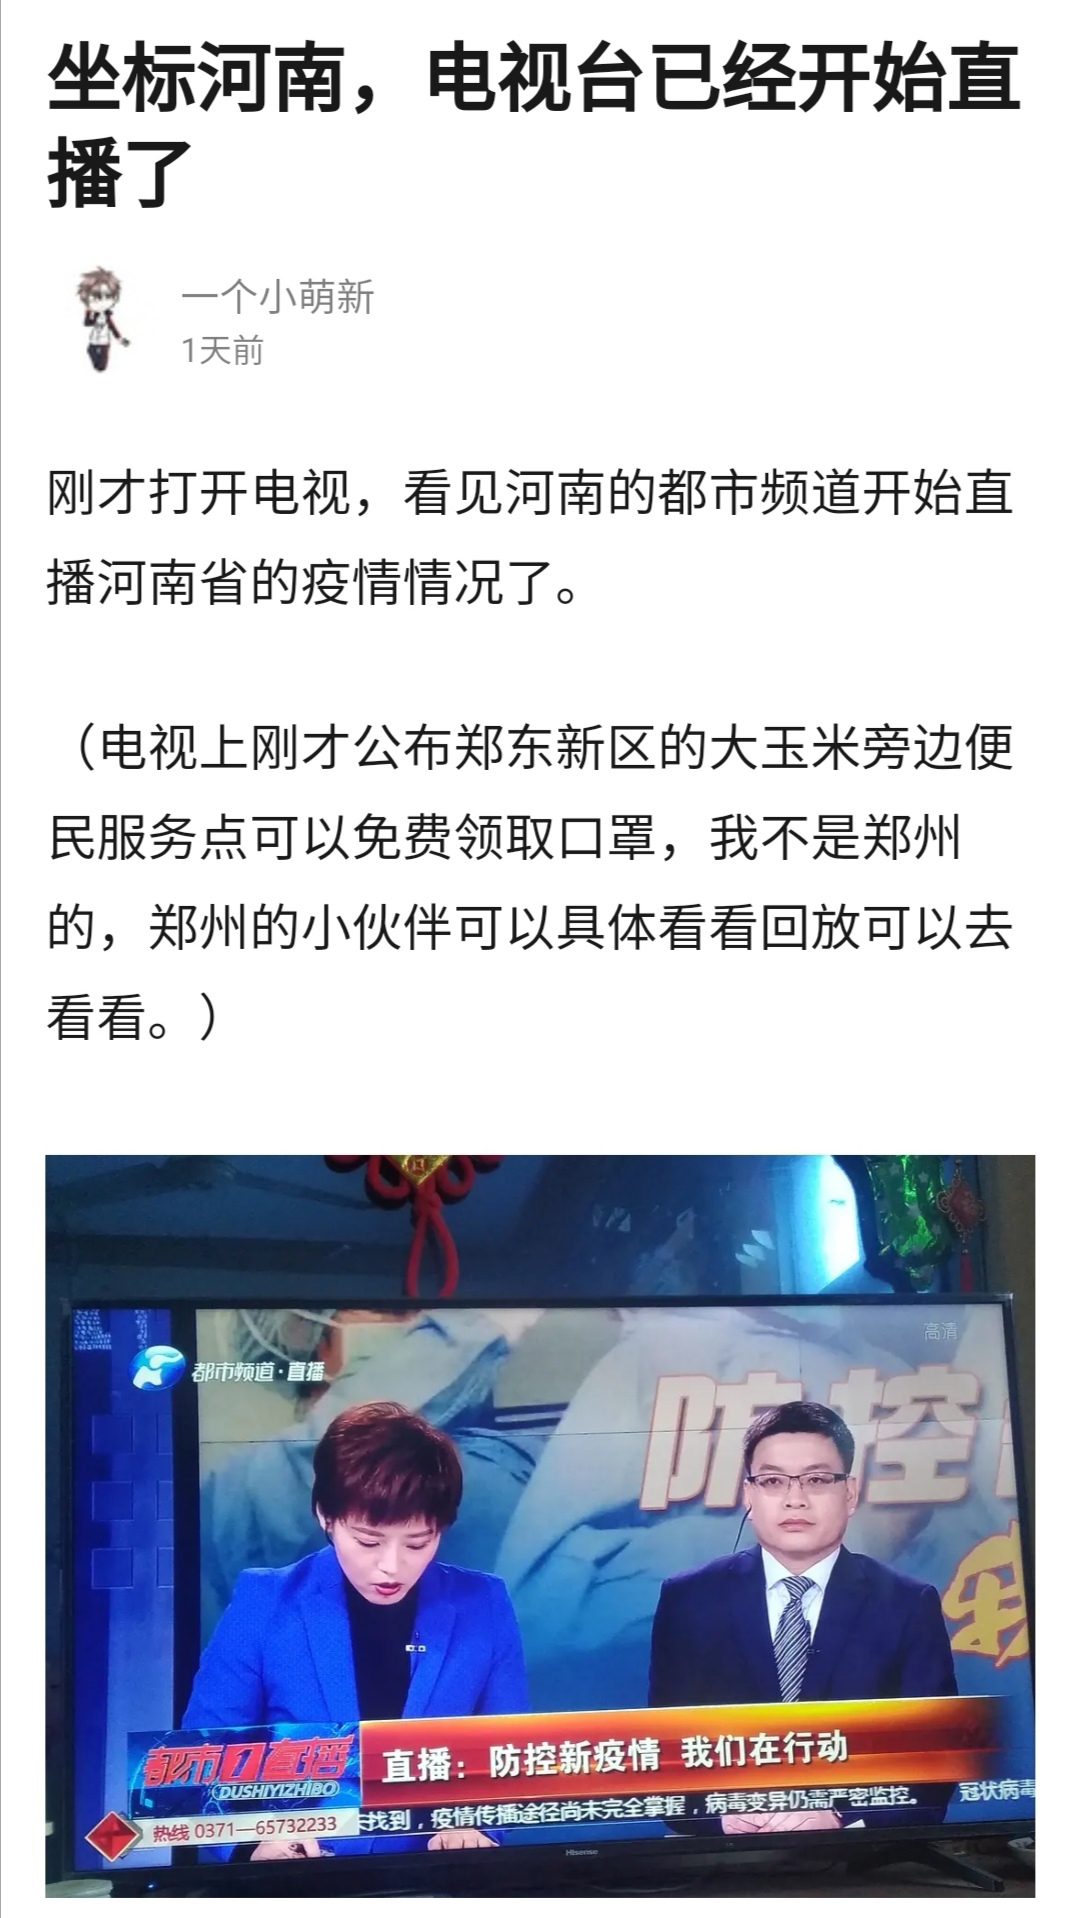 坐标河南，电视台已经开始直
播了
一个小萌新
1天前
刚才打开电视，看见河南的都市频道开始直
播河南省的疫情情况了。
（电视上刚才公布郑东新区的大玉米旁边便
民服务点可以免费领取口罩，我不是郑州
的，郑州的小伙伴可以具体看看回放可以去
看看。）
高清
都市频道·直播
防控
我
都市1直播
DUSHIYIZHIBO
直播：防控新疫情 我们在行动
热线 0371—65732233
找到，疫情传播途径尚未完全掌握，病毒变异仍需严密监控。 冠状病毒
Hisense